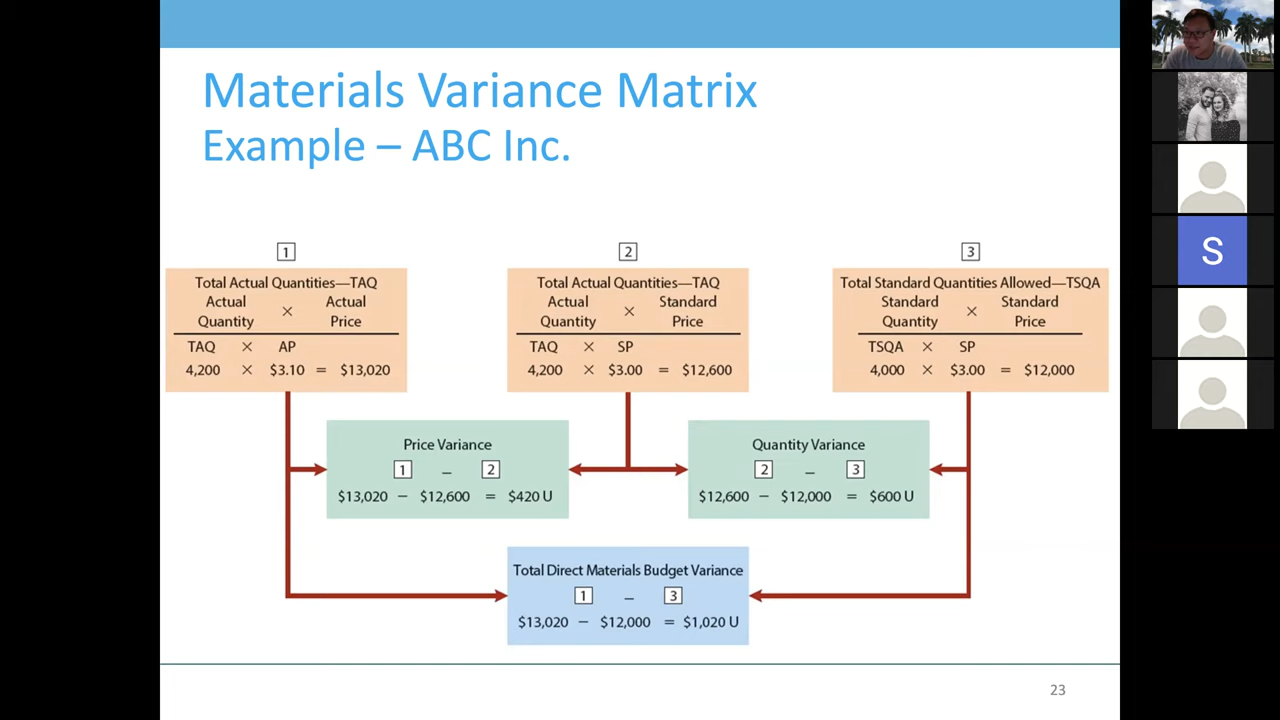 Materials Variance Matrix
Example – ABC Inc.
1
Total Actual Quantities—TAQ
Actual Quantity × Actual Price
TAQ × AP
4,200 × $3.10 = $13,020
2
Total Actual Quantities—TAQ
Actual Quantity × Standard Price
TAQ × SP
4,200 × $3.00 = $12,600
3
Total Standard Quantities Allowed—TSQA
Standard Quantity × Standard Price
TSQA × SP
4,000 × $3.00 = $12,000
Price Variance
1 – 2
$13,020 – $12,600 = $420 U
Quantity Variance
2 – 3
$12,600 – $12,000 = $600 U
Total Direct Materials Budget Variance
1 – 3
$13,020 – $12,000 = $1,020 U
23
S